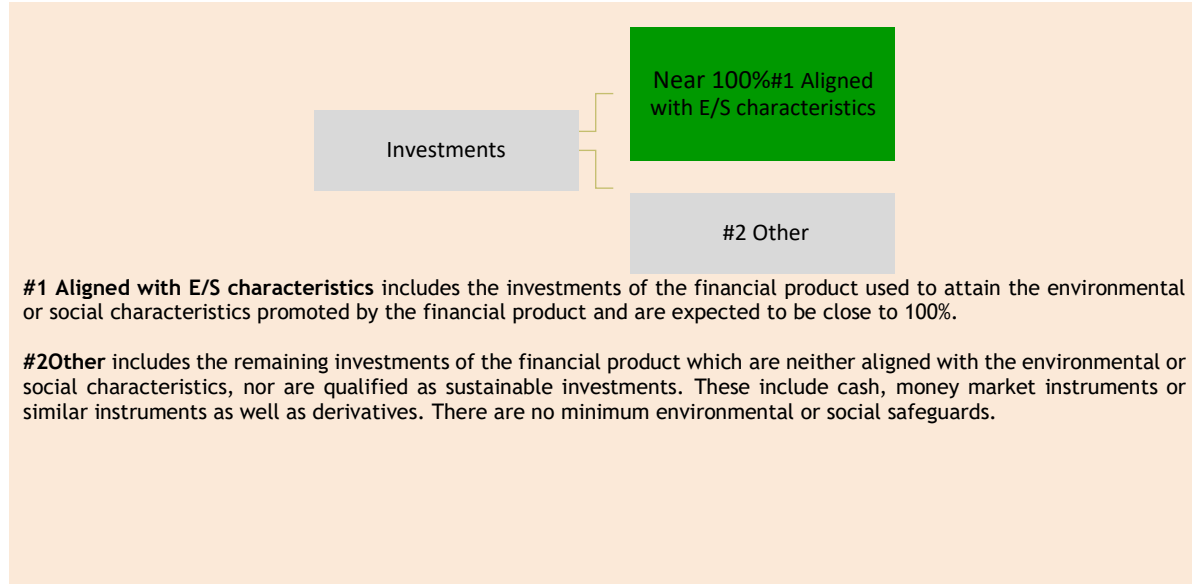 Near 100%#1 Aligned
with E/S characteristics
Investments
#2 Other
#1 Aligned with E/S characteristics includes the investments of the financial product used to attain the environmental
or social characteristics promoted by the financial product and are expected to be close to 100%.
#2Other includes the remaining investments of the financial product which are neither aligned with the environmental or
social characteristics, nor are qualified as sustainable investments. These include cash, money market instruments or
similar instruments as well as derivatives. There are no minimum environmental or social safeguards.